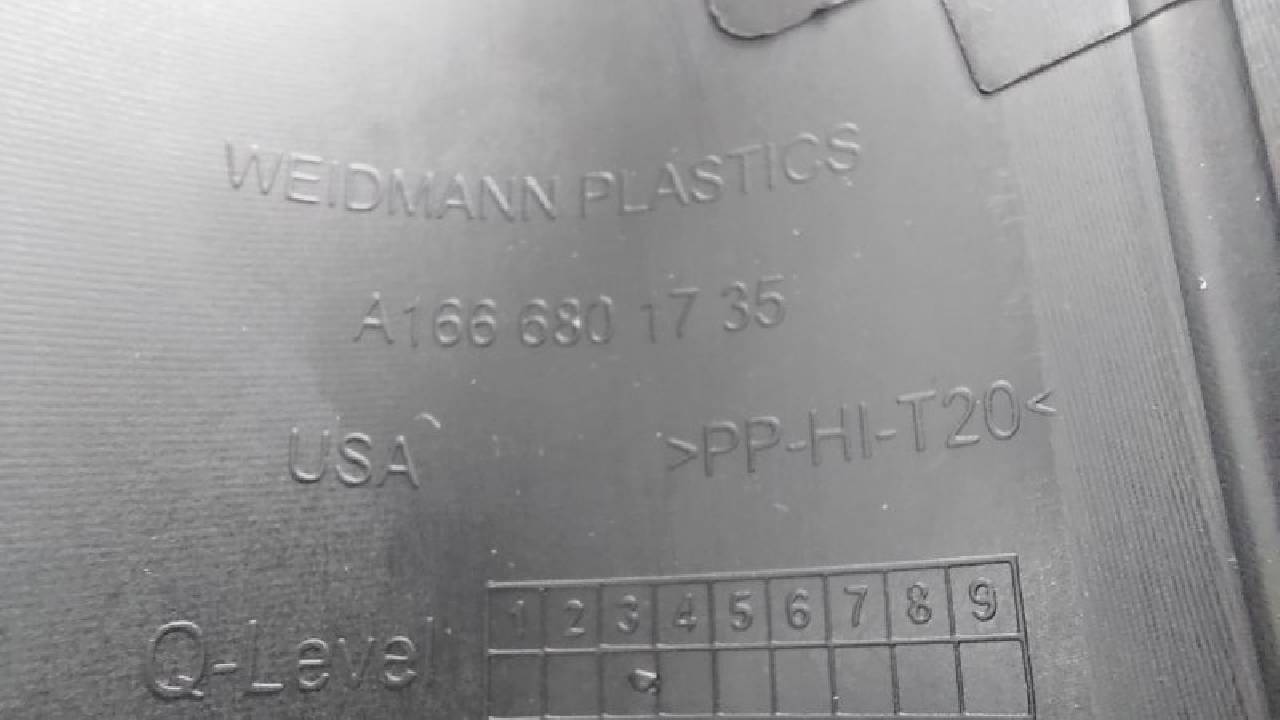 WEIDMANN PLASTICS
A166 680 17 35
USA >PP-HI-T20<
1 2 3 4 5 6 7 8 9
Q-Level